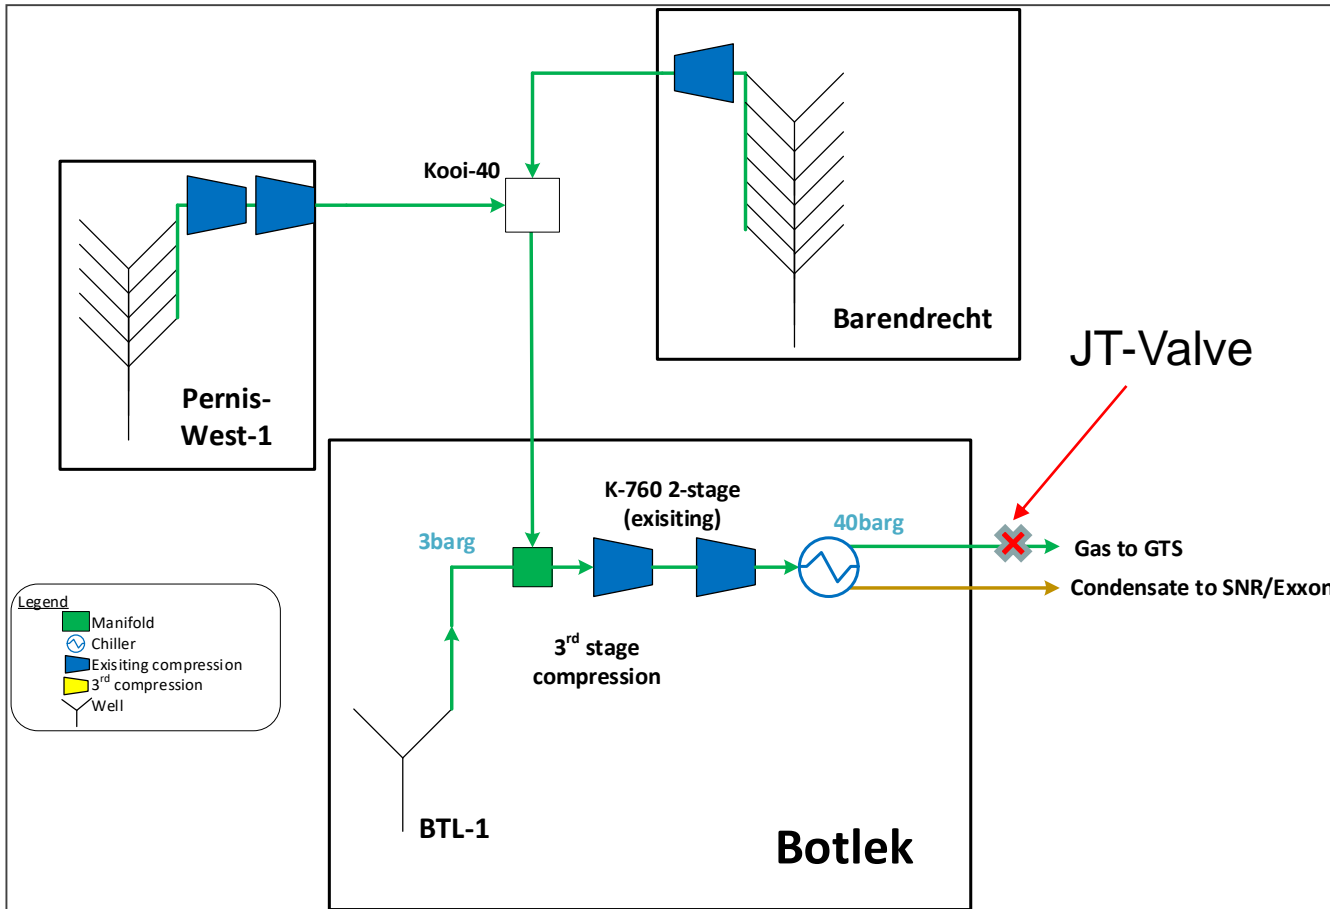 Kooi-40
Barendrecht
Pernis-
West-1
JT-Valve
K-760 2-stage
(exisiting)
3barg
40barg
Gas to GTS
Condensate to SNR/Exxon
3rd stage
compression
BTL-1
Botlek
Legend
Manifold
Chiller
Exisiting compression
3rd compression
Well